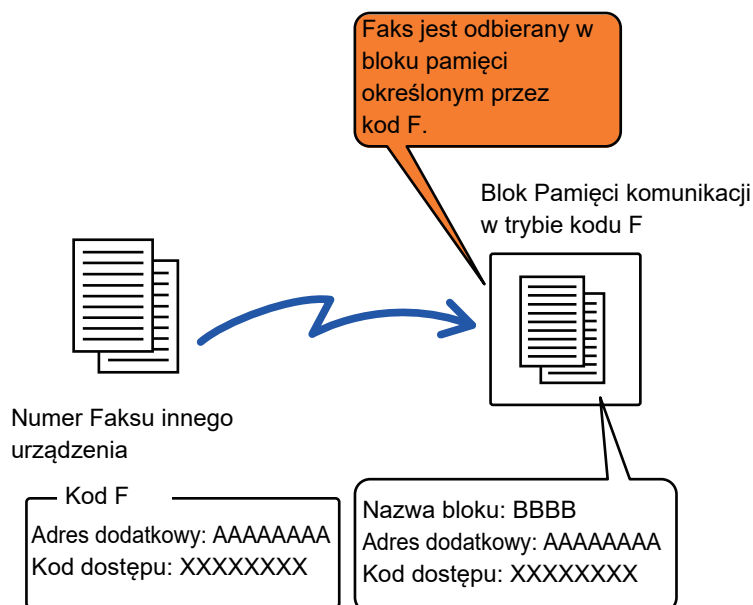 Faks jest odbierany w
bloku pamięci
określonym przez
kod F.
Blok Pamięci komunikacji
w trybie kodu F
Numer Faksu innego
urządzenia
Kod F
Adres dodatkowy: AAAAAAAA
Kod dostępu: XXXXXXXX
Nazwa bloku: BBBB
Adres dodatkowy: AAAAAAAA
Kod dostępu: XXXXXXXX